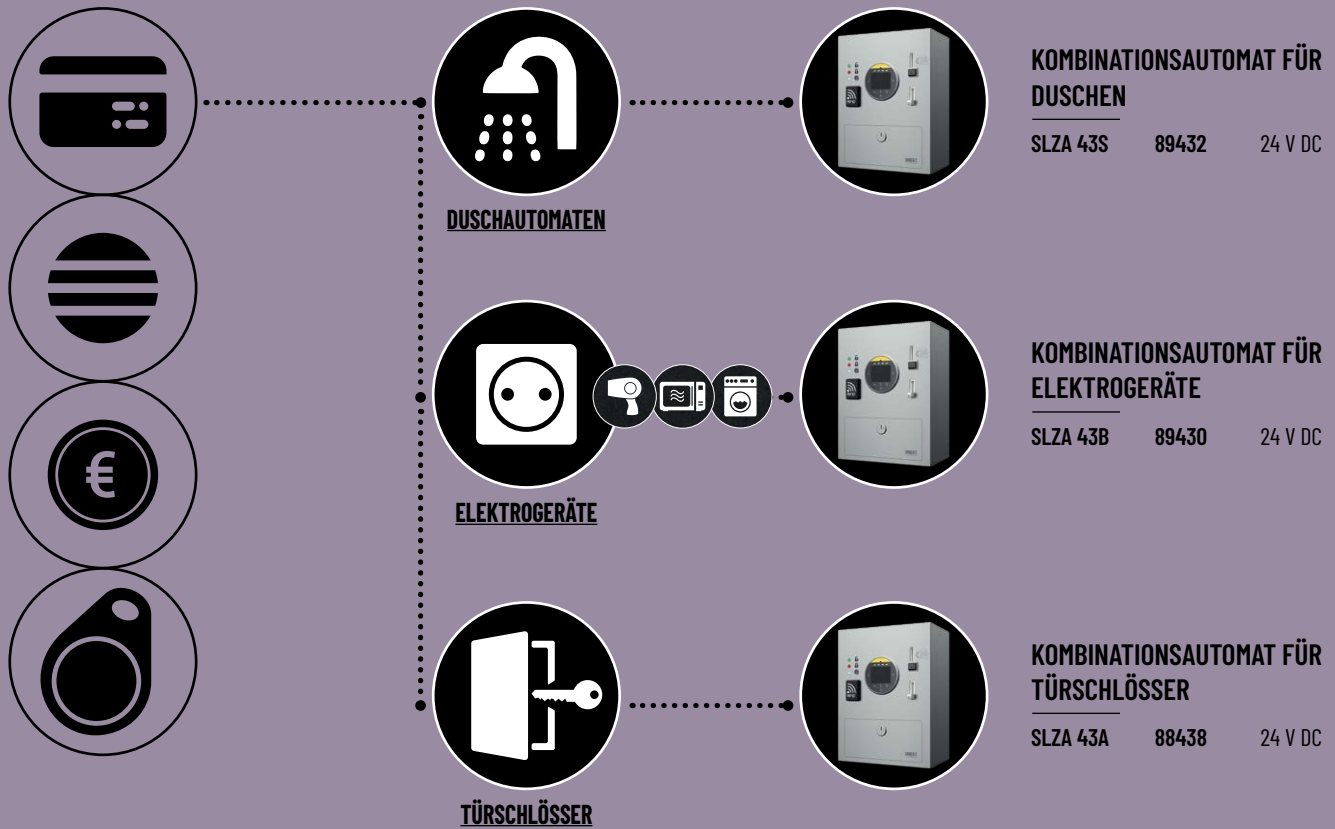 KOMBINATIONSAUTOMAT FÜR
DUSCHEN
SLZA 43S 89432 24 V DC
DUSCHAUTOMATEN
KOMBINATIONSAUTOMAT FÜR
ELEKTROGERÄTE
SLZA 43B 89430 24 V DC
€
ELEKTROGERÄTE
KOMBINATIONSAUTOMAT FÜR
TÜRSCHLÖSSER
SLZA 43A 88438 24 V DC
TÜRSCHLÖSSER